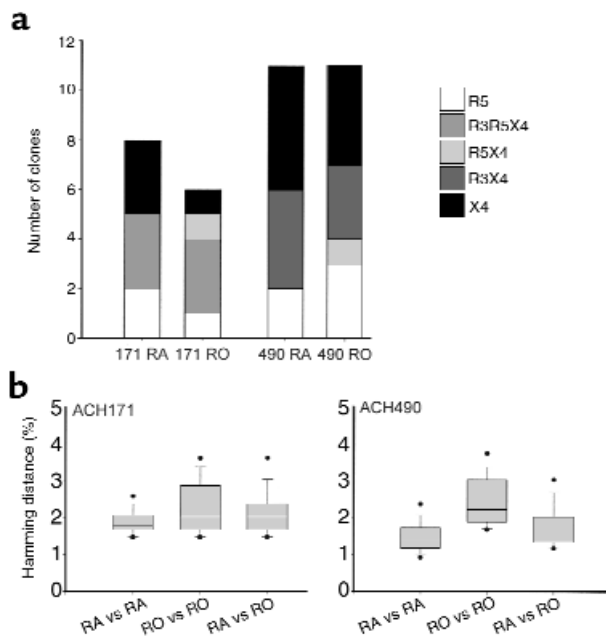 a
12
10
8
6
4
2
0
Number of clones
171 RA 171 RO 490 RA 490 RO
R5
R3R5X4
R5X4
R3X4
X4
b
Hamming distance (%)
ACH171
5
4
3
2
1
0
RA vs RA RO vs RO RA vs RO
ACH490
5
4
3
2
1
0
RA vs RA RO vs RO RA vs RO